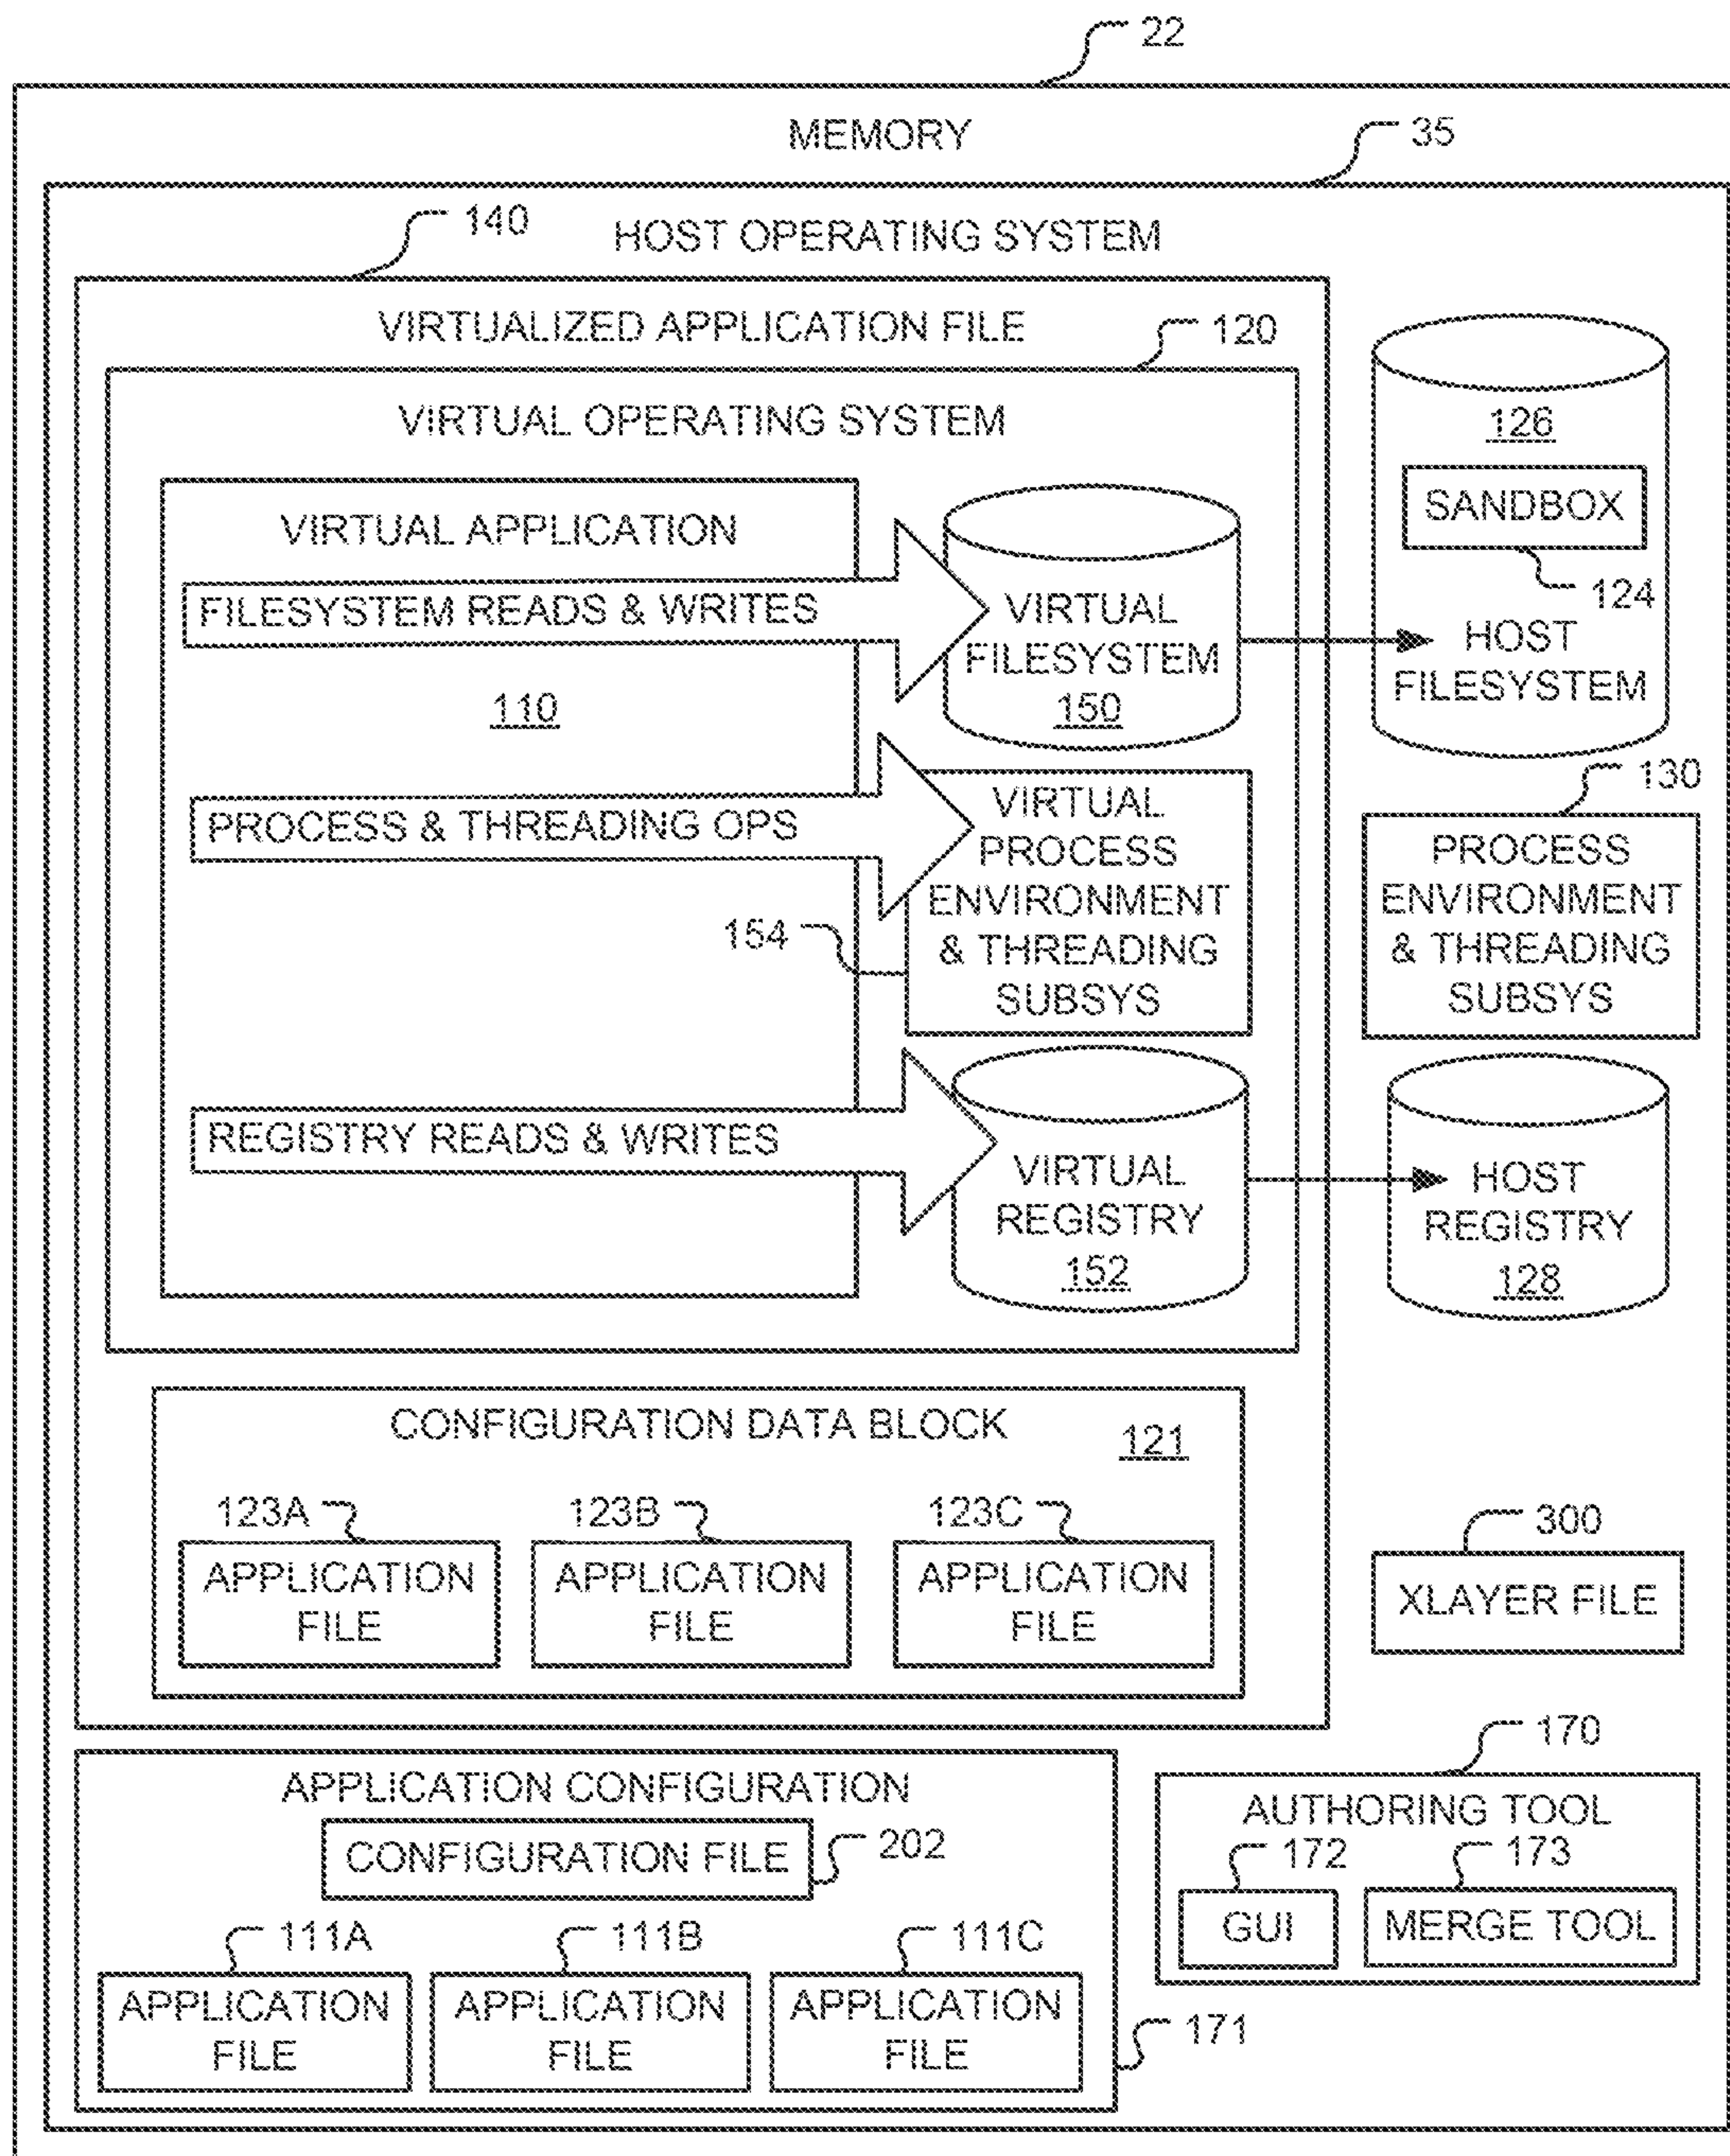 22
MEMORY
35
140
HOST OPERATING SYSTEM
VIRTUALIZED APPLICATION FILE
120
VIRTUAL OPERATING SYSTEM
126
SANDBOX
124
HOST
FILESYSTEM
VIRTUAL APPLICATION
FILESYSTEM READS & WRITES
110
VIRTUAL
FILESYSTEM
150
PROCESS & THREADING OPS
154
VIRTUAL
PROCESS
ENVIRONMENT
& THREADING
SUBSYS
130
PROCESS
ENVIRONMENT
& THREADING
SUBSYS
REGISTRY READS & WRITES
VIRTUAL
REGISTRY
152
HOST
REGISTRY
128
CONFIGURATION DATA BLOCK
121
123A
APPLICATION
FILE
123B
APPLICATION
FILE
123C
APPLICATION
FILE
300
XLAYER FILE
APPLICATION CONFIGURATION
CONFIGURATION FILE
202
111A
APPLICATION
FILE
111B
APPLICATION
FILE
111C
APPLICATION
FILE
171
170
AUTHORING TOOL
172
GUI
173
MERGE TOOL